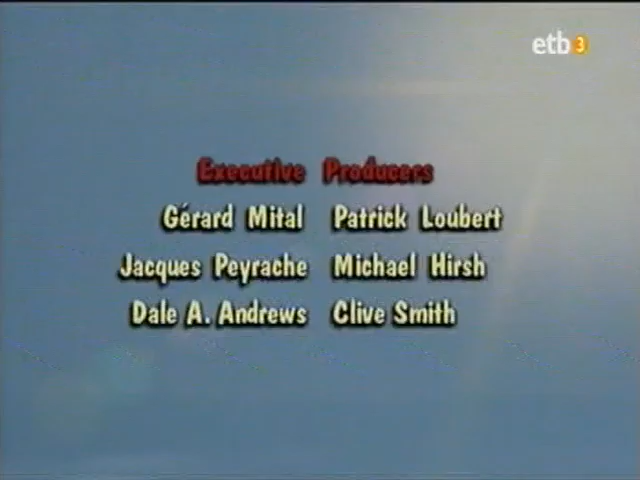 etb3
Executive Producers
Gérard Mital Patrick Loubert
Jacques Peyrache Michael Hirsh
Dale A. Andrews Clive Smith